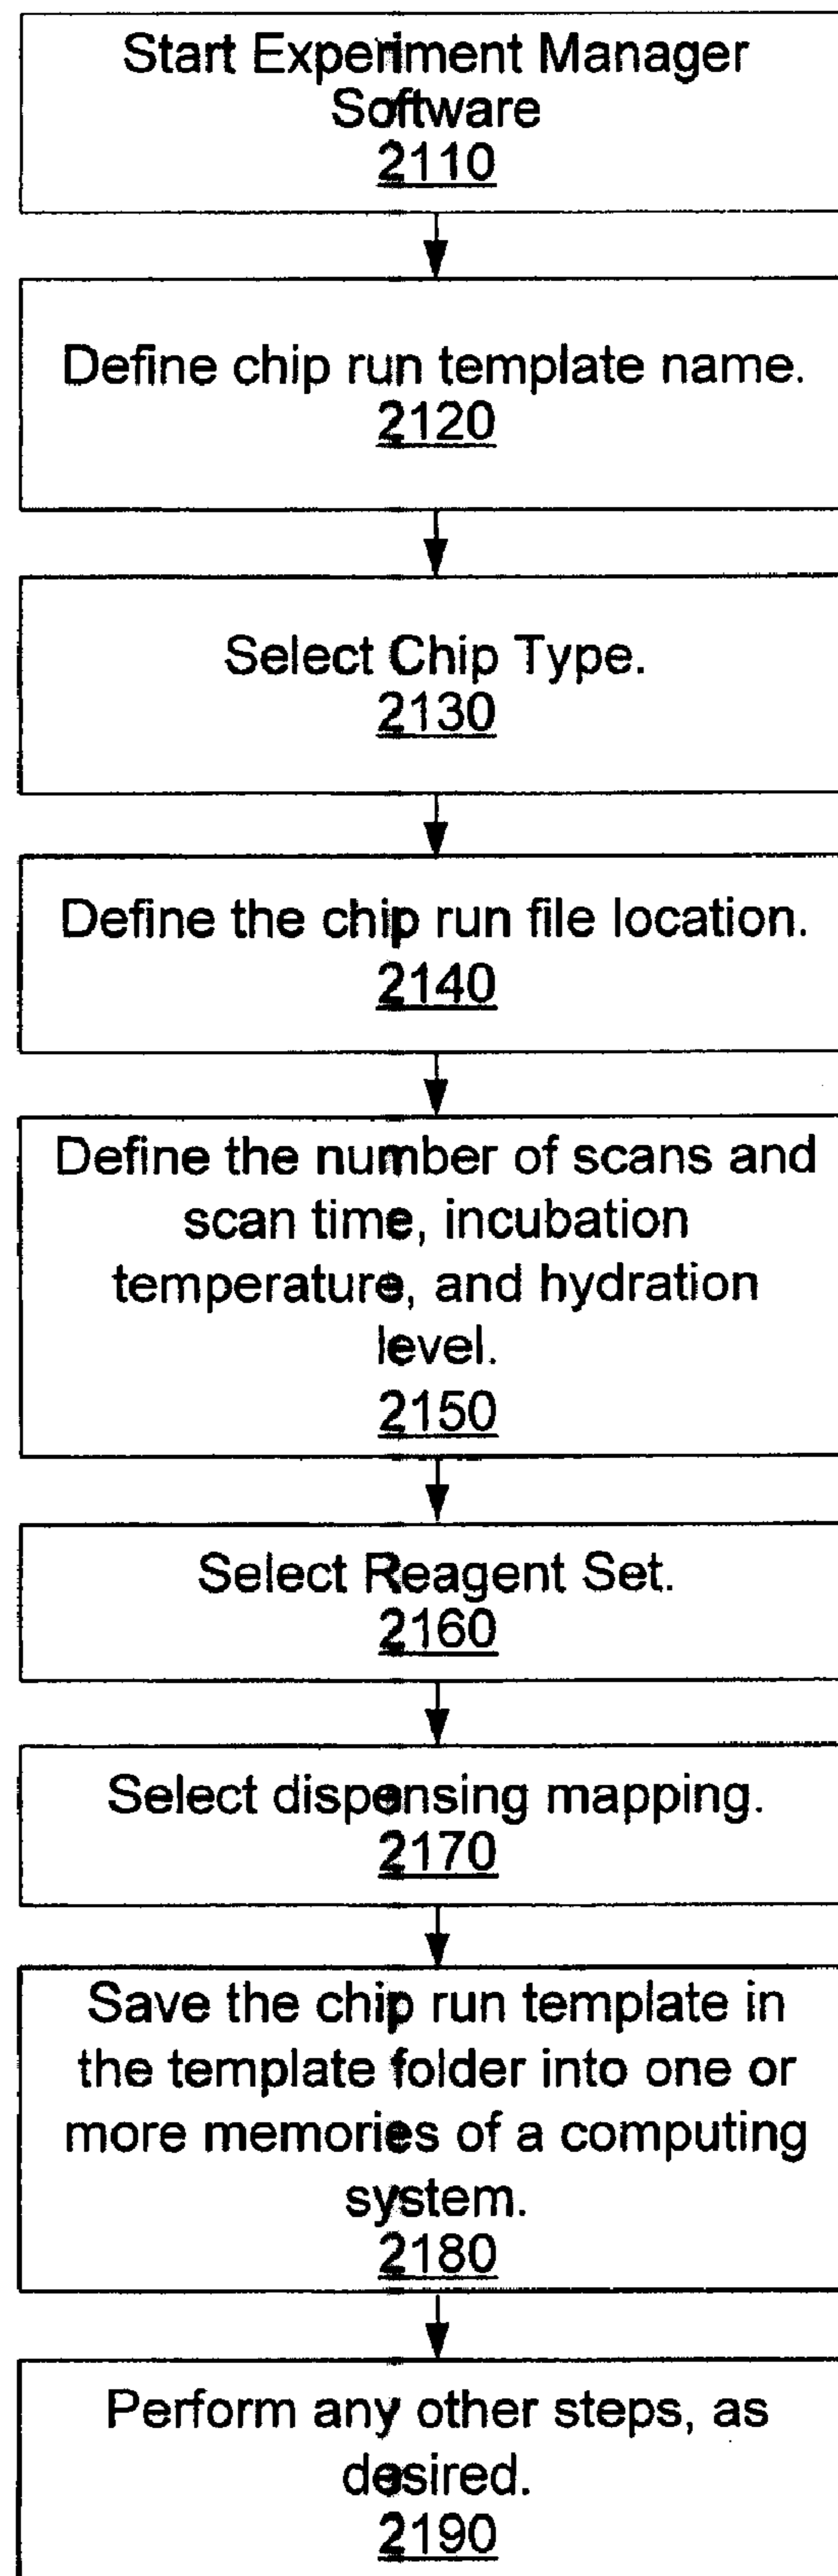 Start Experiment Manager
Software
2110
Define chip run template name.
2120
Select Chip Type.
2130
Define the chip run file location.
2140
Define the number of scans and
scan time, incubation
temperature, and hydration
level.
2150
Select Reagent Set.
2160
Select dispensing mapping.
2170
Save the chip run template in
the template folder into one or
more memories of a computing
system.
2180
Perform any other steps, as
desired.
2190